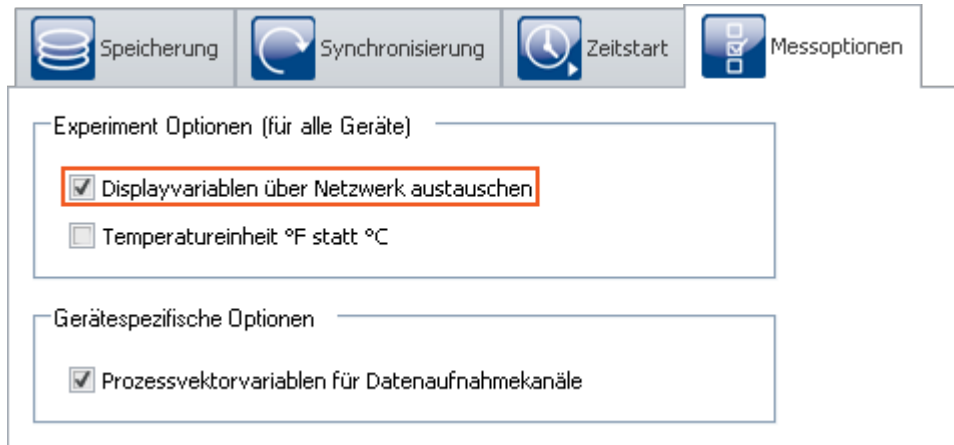 Speicherung Synchronisierung Zeitstart Messoptionen
Experiment Optionen (für alle Geräte)
Displayvariablen über Netzwerk austauschen
Temperatureinheit °F statt °C
Gerätespezifische Optionen
Prozessvektorvariablen für Datenaufnahmekanäle